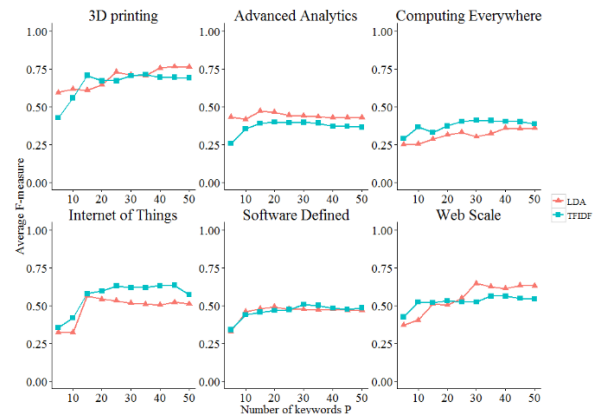 3D printing
Advanced Analytics
Computing Everywhere
1.00
0.75
0.50
0.25
0.00
1.00
0.75
0.50
0.25
0.00
1.00
0.75
0.50
0.25
0.00
10 20 30 40 50
10 20 30 40 50
10 20 30 40 50
Average F-measure
LDA
TFIDF
Internet of Things
Software Defined
Web Scale
1.00
0.75
0.50
0.25
0.00
1.00
0.75
0.50
0.25
0.00
1.00
0.75
0.50
0.25
0.00
10 20 30 40 50
10 20 30 40 50
10 20 30 40 50
Number of keywords P